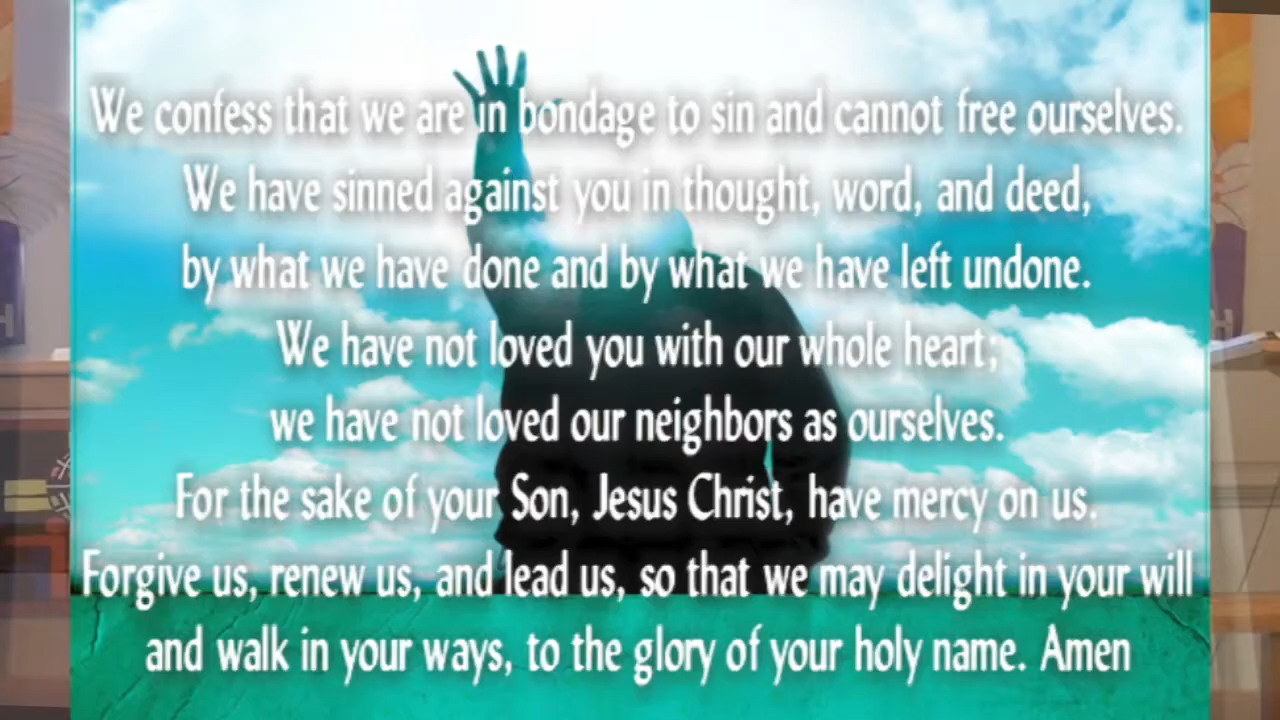 We confess that we are in bondage to sin and cannot free ourselves.
We have sinned against you in thought, word, and deed,
by what we have done and by what we have left undone.
We have not loved you with our whole heart;
we have not loved our neighbors as ourselves.
For the sake of your Son, Jesus Christ, have mercy on us.
Forgive us, renew us, and lead us, so that we may delight in your will
and walk in your ways, to the glory of your holy name. Amen